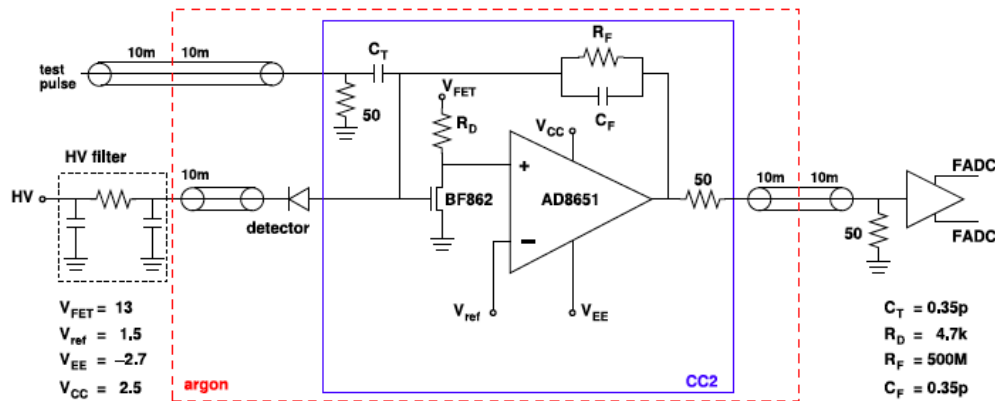 10m 10m
test
pulse
C_T
50
R_F
C_F
V_FET
R_D
V_CC
HV filter
HV
10m
detector
BF862
+
AD8651
−
50
10m 10m
50
FADC
FADC
V_ref
V_EE
V_FET = 13
V_ref = 1.5
V_EE = −2.7
V_CC = 2.5
argon
CC2
C_T = 0.35p
R_D = 4.7k
R_F = 500M
C_F = 0.35p